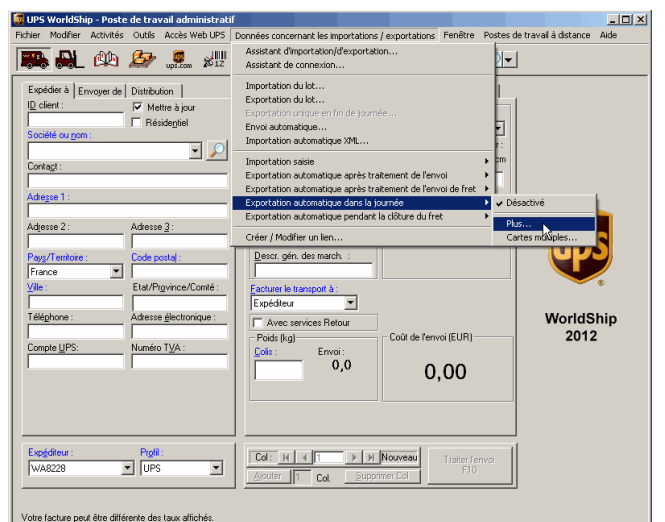 UPS WorldShip - Poste de travail administratif
Fichier Modifier Activités Outils Accès Web UPS Données concernant les importations / exportations Fenêtre Postes de travail à distance Aide
ups.com 1Z
Assistant d'importation/d'exportation...
Assistant de connexion...
Importation du lot...
Exportation du lot...
Exportation unique en fin de journée...
Envoi automatique...
Importation automatique XML...
Importation saisie
Exportation automatique après traitement de l'envoi
Exportation automatique après traitement de l'envoi de fret
Exportation automatique dans la journée
Exportation automatique pendant la clôture du fret
Créer / Modifier un lien...
Désactivé
Plus...
Cartes multiples...
Expédier à Envoyer de Distribution
ID client :
Mettre à jour
Résidentiel
Société ou nom :
Contact :
Adresse 1 :
Adresse 2 : Adresse 3 :
Pays/Territoire : Code postal :
France
Ville : Etat/Province/Comté :
Téléphone : Adresse électronique :
Compte UPS: Numéro TVA :
cm
Descr. gén. des march. :
Facturer le transport à :
Expéditeur
Avec services Retour
Poids (kg)
Colis : Envoi :
0,0
Coût de l'envoi (EUR)
0,00
ups
WorldShip
2012
Expéditeur : Profil :
WA8228 UPS
Col : 1 Nouveau
Ajouter 1 Col. Supprimer Col
Traiter l'envoi
F10
Votre facture peut être différente des taux affichés.